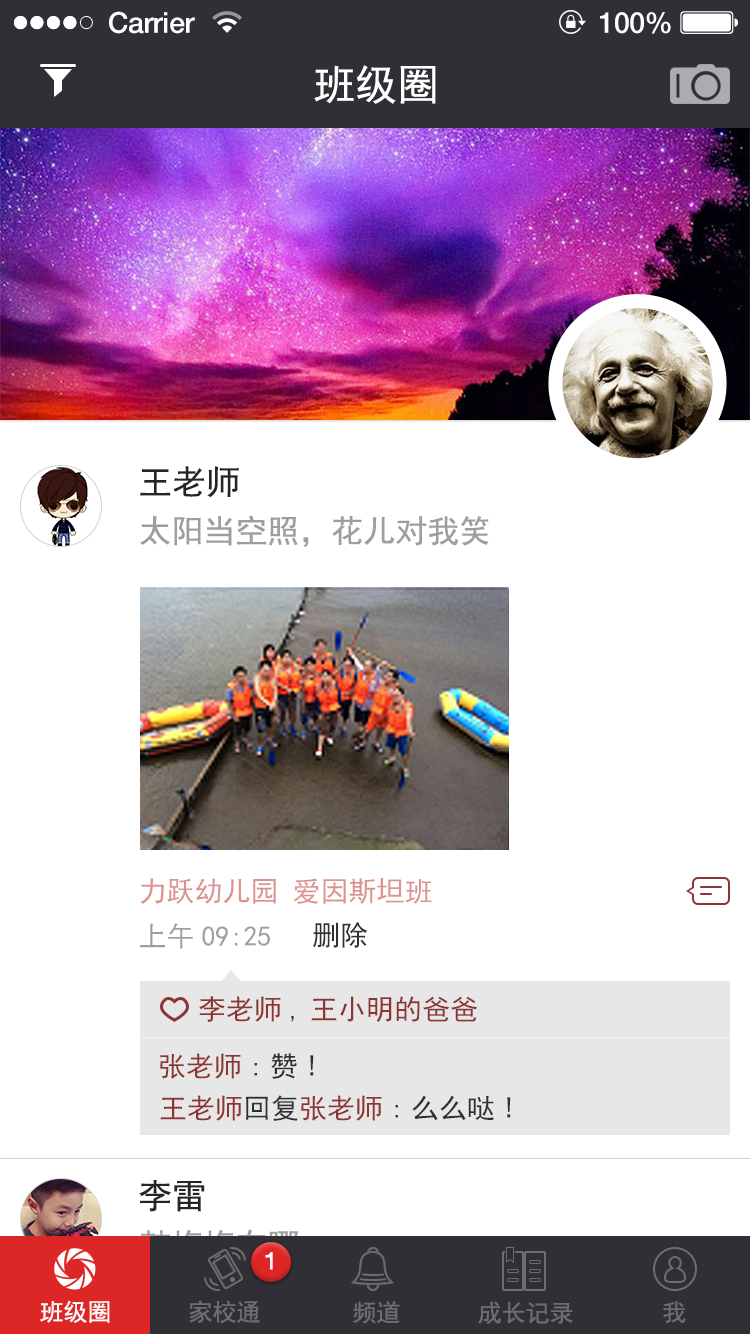 Carrier 100%
班级圈
王老师
太阳当空照，花儿对我笑
力跃幼儿园 爱因斯坦班
上午 09:25 删除
李老师，王小明的爸爸
张老师：赞！
王老师回复张老师：么么哒！
李雷
1
班级圈 家校通 频道 成长记录 我